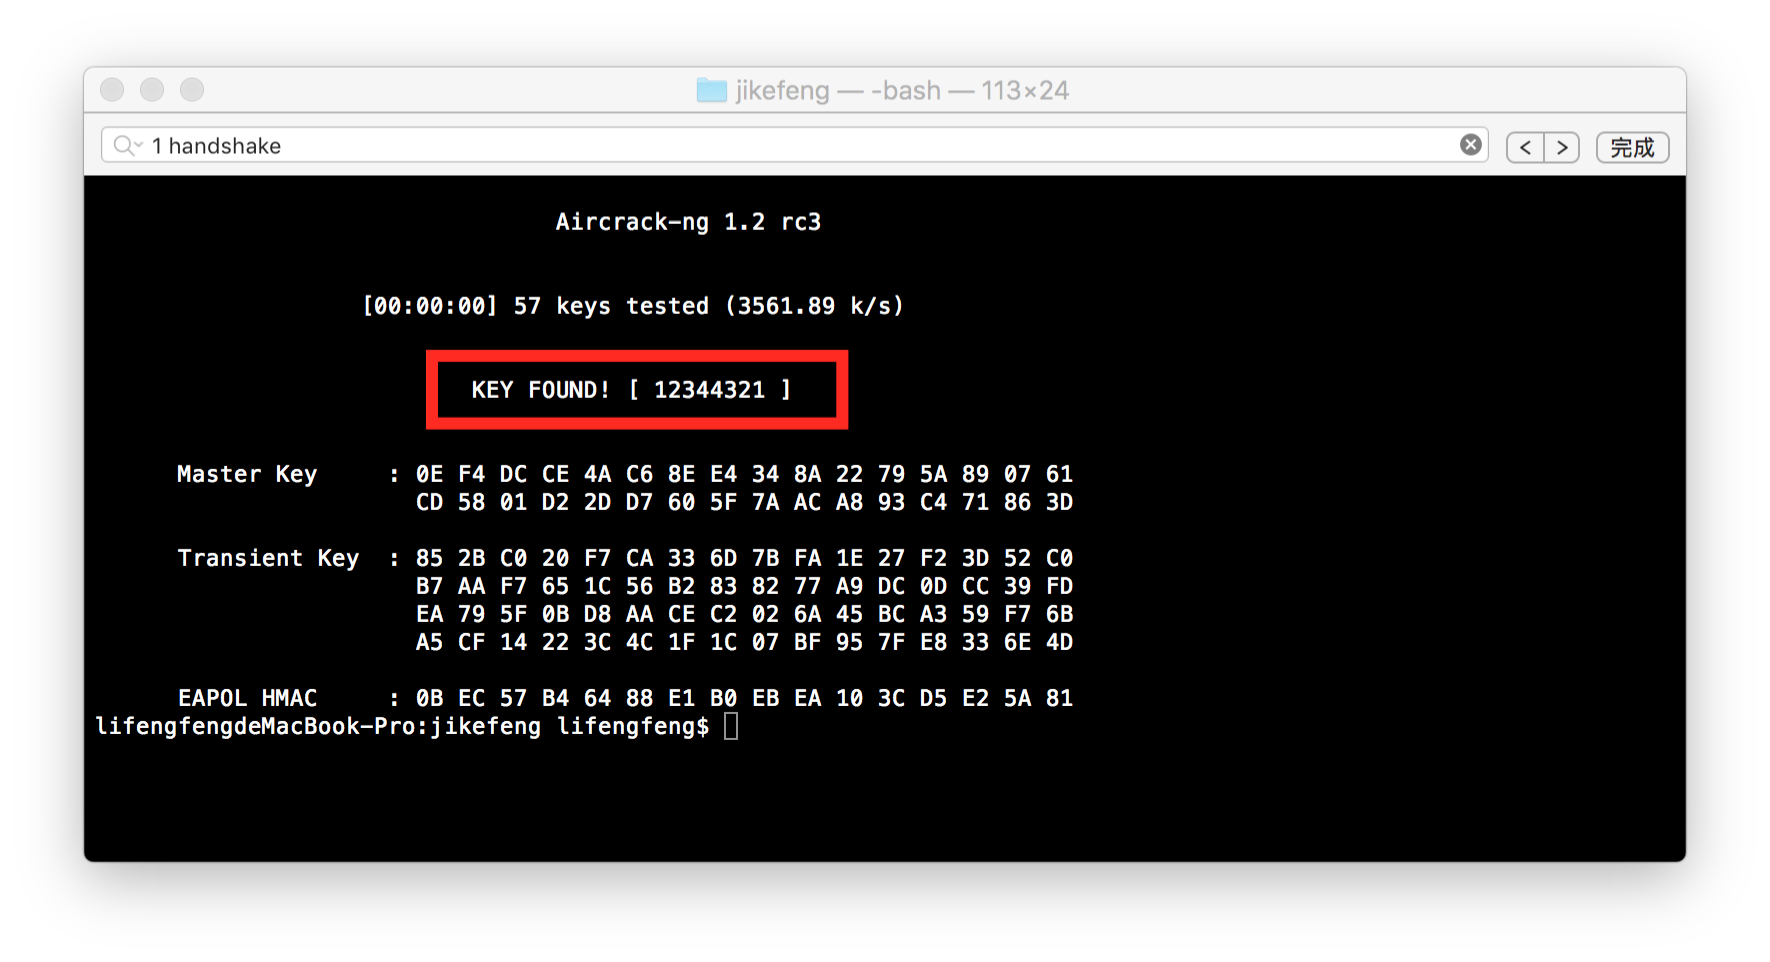 jikefeng — -bash — 113×24
1 handshake
< > 完成
Aircrack-ng 1.2 rc3
[00:00:00] 57 keys tested (3561.89 k/s)
KEY FOUND! [ 12344321 ]
Master Key : 0E F4 DC CE 4A C6 8E E4 34 8A 22 79 5A 89 07 61
CD 58 01 D2 2D D7 60 5F 7A AC A8 93 C4 71 86 3D
Transient Key : 85 2B C0 20 F7 CA 33 6D 7B FA 1E 27 F2 3D 52 C0
B7 AA F7 65 1C 56 B2 83 82 77 A9 DC 0D CC 39 FD
EA 79 5F 0B D8 AA CE C2 02 6A 45 BC A3 59 F7 6B
A5 CF 14 22 3C 4C 1F 1C 07 BF 95 7F E8 33 6E 4D
EAPOL HMAC : 0B EC 57 B4 64 88 E1 B0 EB EA 10 3C D5 E2 5A 81
lifengfengdeMacBook-Pro:jikefeng lifengfeng$